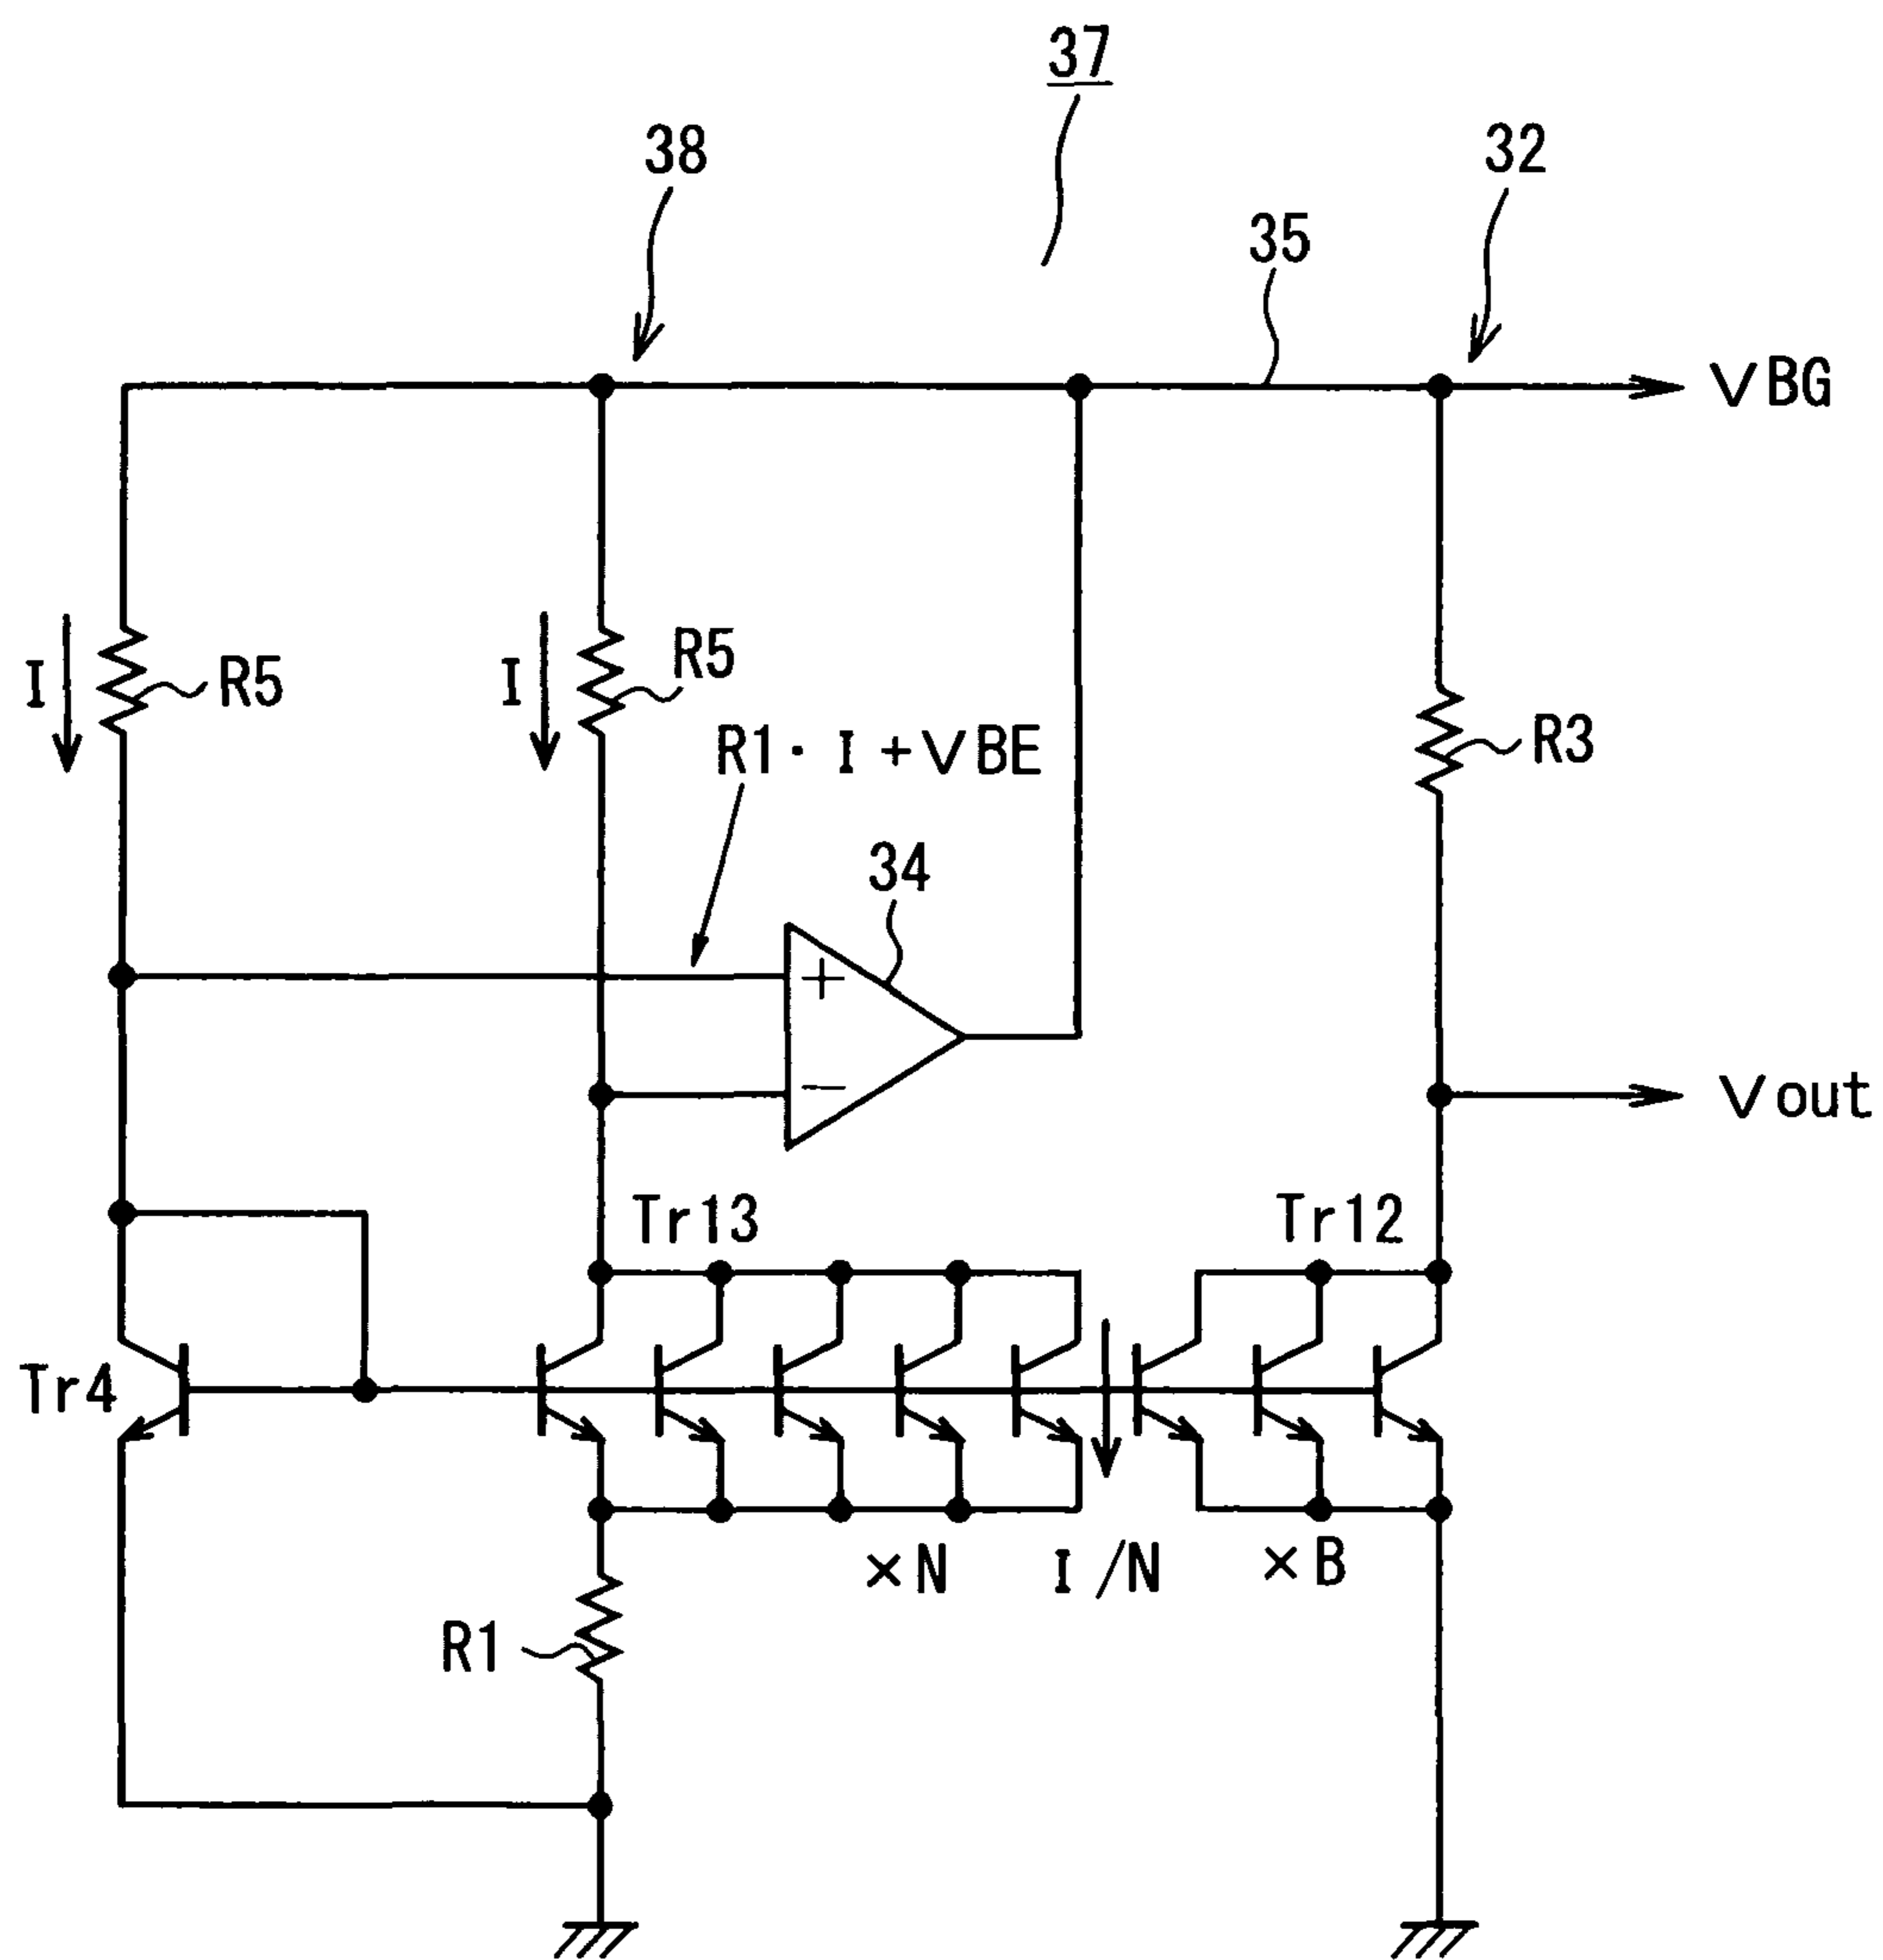 37
38
32
35
VBG
I
R5
I
R5
R1・I+VBE
R3
34
+
−
Vout
Tr13
Tr12
Tr4
×N
I/N
×B
R1